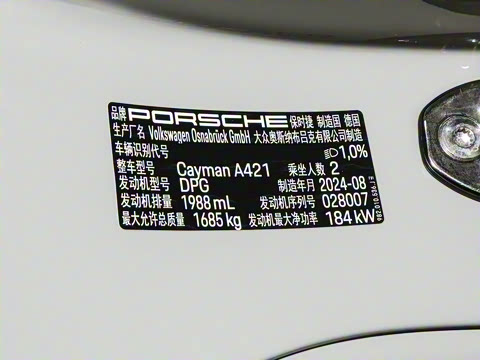 品牌 PORSCHE 保时捷 制造国 德国
生产厂名 Volkswagen Osnabrück GmbH 大众奥斯纳布吕克有限公司制造
车辆识别代号 1,0%
整车型号 Cayman A421 乘坐人数 2
发动机型号 DPG 制造年月 2024-08
发动机排量 1988 mL 发动机序列号 028007
最大允许总质量 1685 kg 发动机最大净功率 184 kW